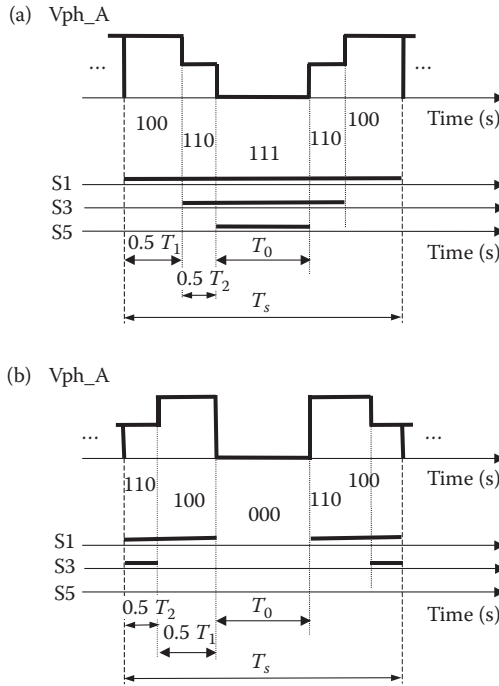 (a) Vph_A
... ...
Time (s)
100 110 111 110 100
S1
S3
S5
Time (s)
0.5 T1 T0
0.5 T2
Ts
(b) Vph_A
... ...
Time (s)
110 100 000 110 100
S1
S3
S5
Time (s)
0.5 T2 T0
0.5 T1
Ts